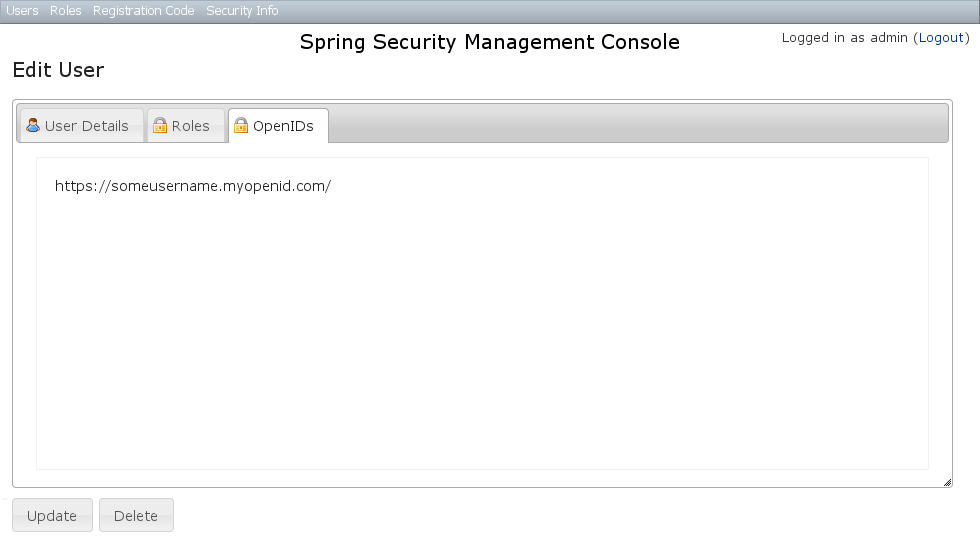 Users Roles Registration Code Security Info
Spring Security Management Console
Logged in as admin (Logout)
Edit User
User Details Roles OpenIDs
https://someusername.myopenid.com/
Update Delete